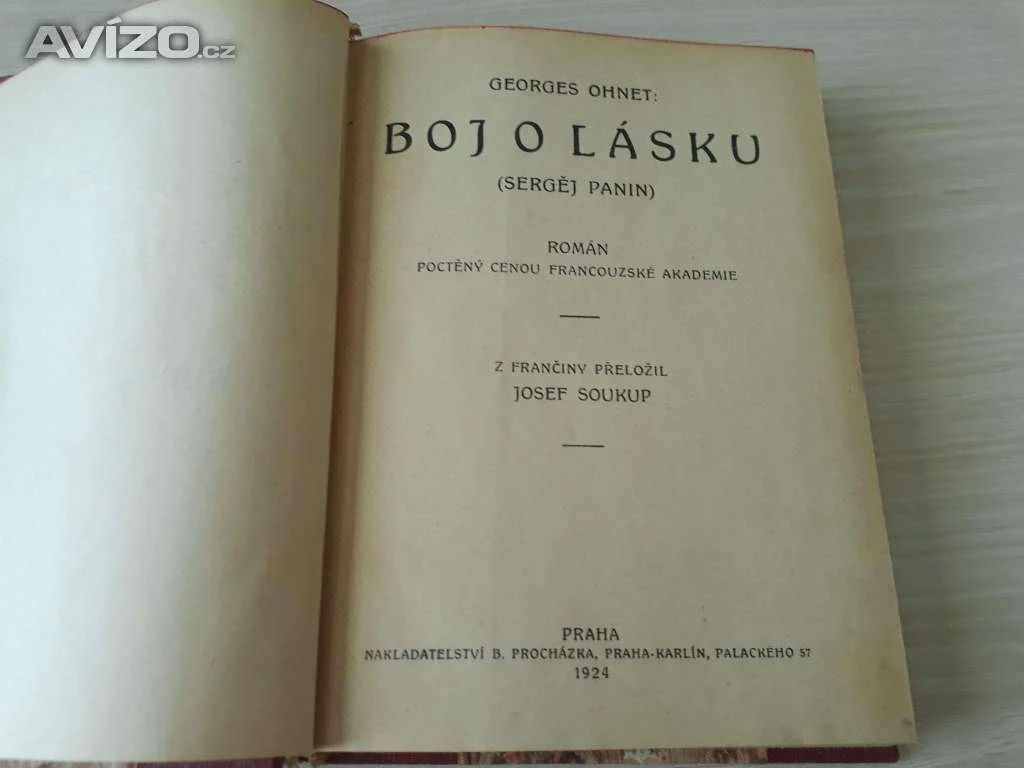 AVÍZO.cz
GEORGES OHNET:
BOJ O LÁSKU
(SERGĚJ PANIN)
ROMÁN
POCTĚNÝ CENOU FRANCOUZSKÉ AKADEMIE
Z FRANČINY PŘELOŽIL
JOSEF SOUKUP
PRAHA
NAKLADATELSTVÍ B. PROCHÁZKA, PRAHA-KARLÍN, PALACKÉHO 57
1924